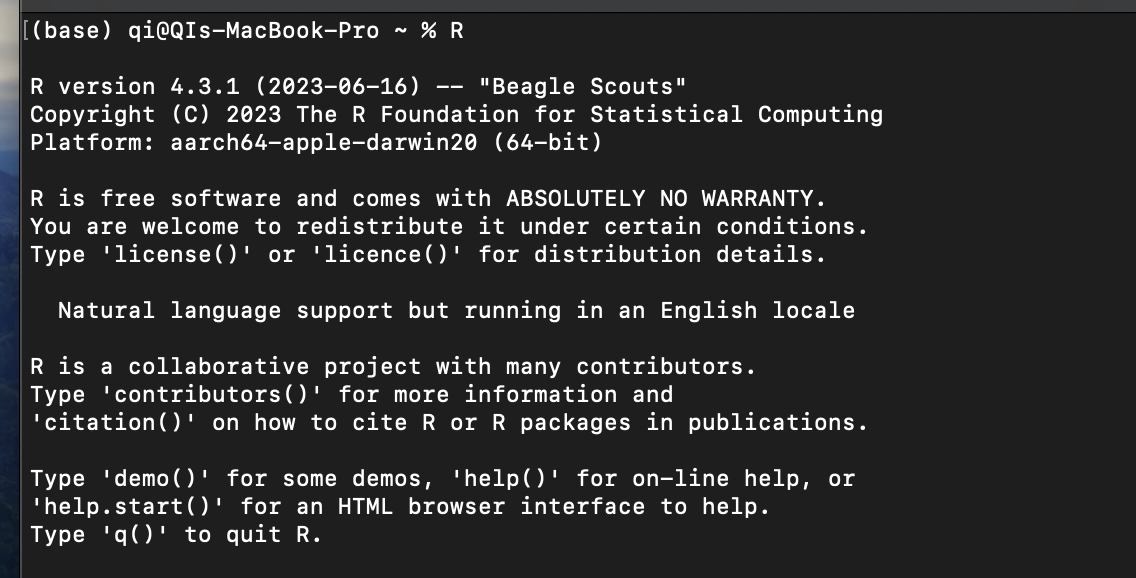 [(base) qi@QIs-MacBook-Pro ~ % R
R version 4.3.1 (2023-06-16) -- "Beagle Scouts"
Copyright (C) 2023 The R Foundation for Statistical Computing
Platform: aarch64-apple-darwin20 (64-bit)
R is free software and comes with ABSOLUTELY NO WARRANTY.
You are welcome to redistribute it under certain conditions.
Type 'license()' or 'licence()' for distribution details.
Natural language support but running in an English locale
R is a collaborative project with many contributors.
Type 'contributors()' for more information and
'citation()' on how to cite R or R packages in publications.
Type 'demo()' for some demos, 'help()' for on-line help, or
'help.start()' for an HTML browser interface to help.
Type 'q()' to quit R.